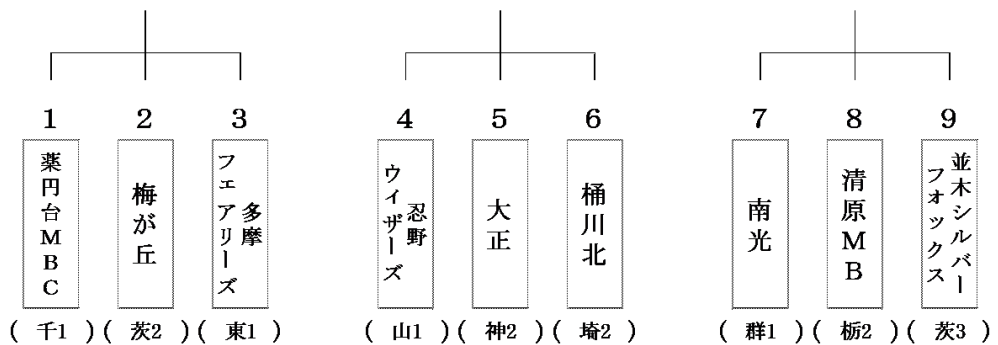 1 2 3 4 5 6 7 8 9
薬円台MBC
梅が丘
多摩
フェアリーズ
忍野
ウイザーズ
大正
桶川北
南光
清原MB
並木シルバー
フォックス
(千1) (茨2) (東1) (山1) (神2) (埼2) (群1) (栃2) (茨3)